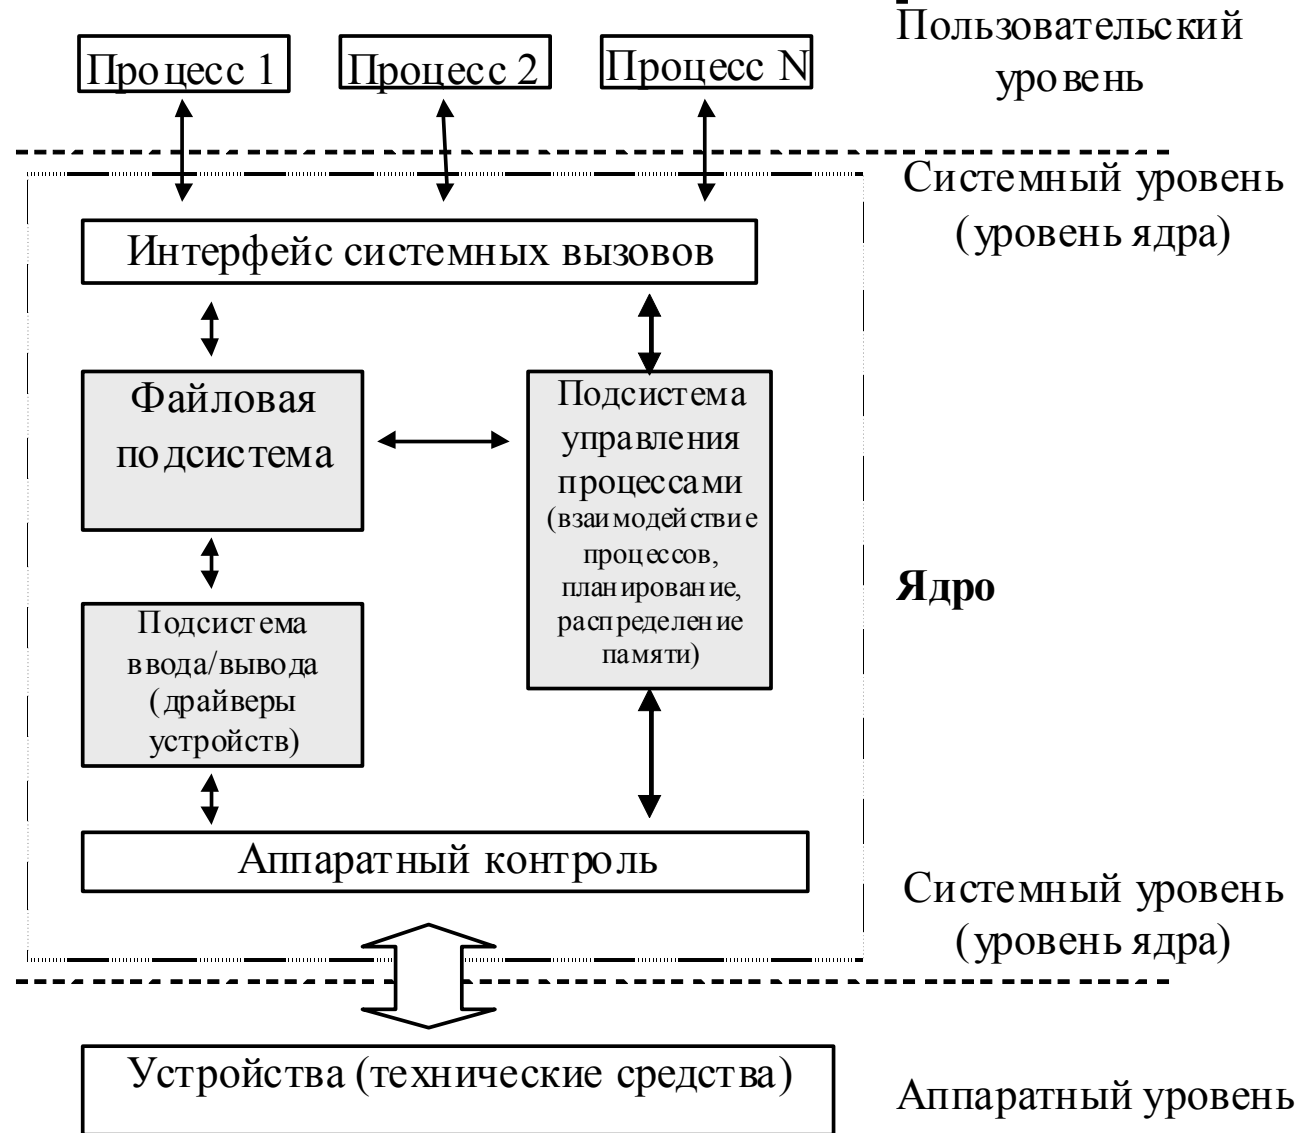 Пользовательский
уровень
Процесс 1
Процесс 2
Процесс N
Системный уровень
(уровень ядра)
Интерфейс системных вызовов
Файловая
подсистема
Подсистема
управления
процессами
(взаимодействие
процессов,
планирование,
распределение
памяти)
Ядро
Подсистема
ввода/вывода
(драйверы
устройств)
Аппаратный контроль
Системный уровень
(уровень ядра)
Устройства (технические средства)
Аппаратный уровень